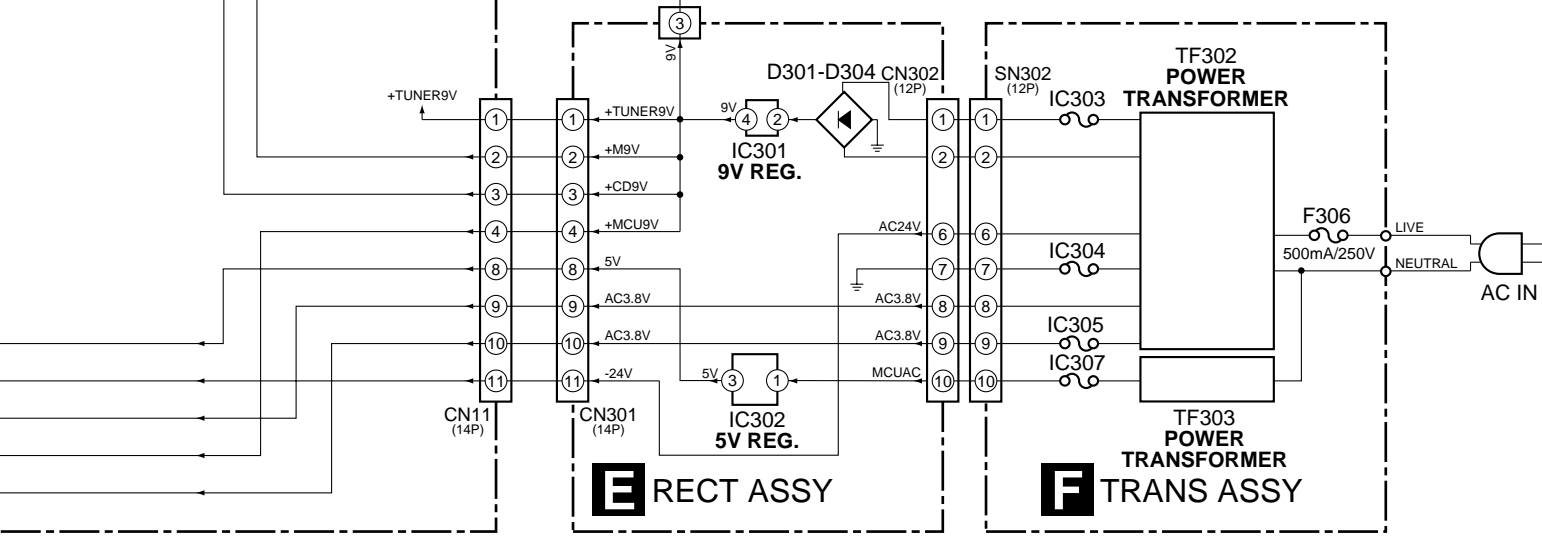 3
9V
D301-D304
CN302
(12P)
SN302
(12P)
TF302
POWER
TRANSFORMER
IC303
+TUNER9V
1
1
+TUNER9V
9V
4
2
1
1
IC301
9V REG.
2
2
+M9V
2
2
3
3
+CD9V
4
4
+MCU9V
AC24V
6
6
F306
500mA/250V
LIVE
NEUTRAL
AC IN
8
8
5V
7
7
IC304
9
9
AC3.8V
AC3.8V
8
8
10
10
AC3.8V
AC3.8V
9
9
IC305
11
11
-24V
5V
3
1
MCUAC
10
10
IC307
CN11
(14P)
CN301
(14P)
IC302
5V REG.
TF303
POWER
TRANSFORMER
E RECT ASSY
F TRANS ASSY